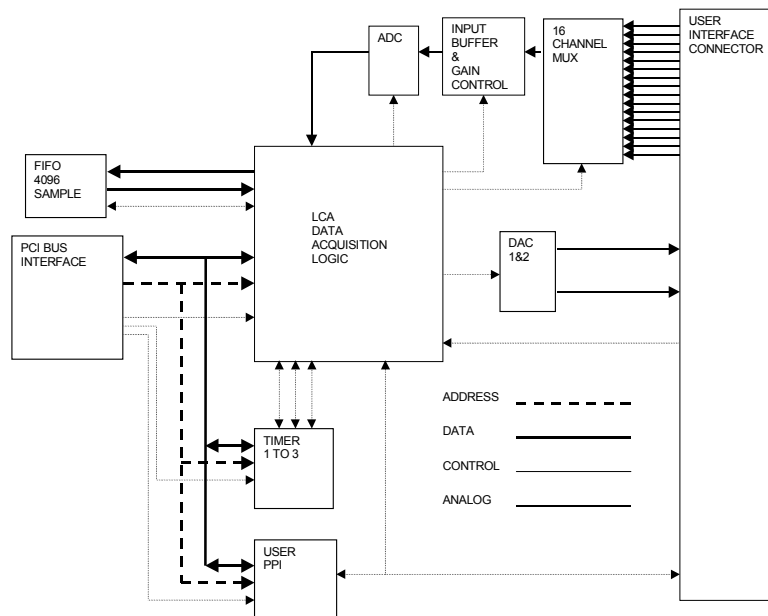 ADC
INPUT
BUFFER
&
GAIN
CONTROL
16
CHANNEL
MUX
USER
INTERFACE
CONNECTOR
FIFO
4096
SAMPLE
LCA
DATA
ACQUISITION
LOGIC
PCI BUS
INTERFACE
DAC
1&2
TIMER
1 TO 3
USER
PPI
ADDRESS
DATA
CONTROL
ANALOG